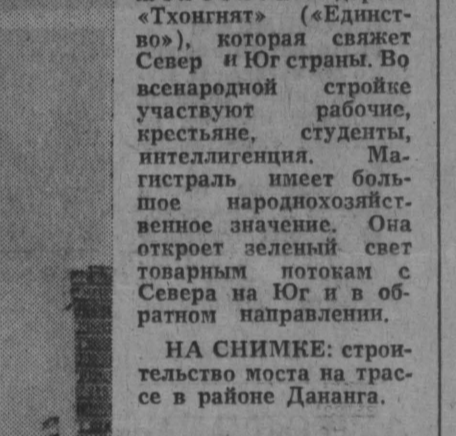 «Тхонгнят» («Единст-
во»), которая свяжет
Север и Юг страны. Во
всенародной стройке
участвуют рабочие,
крестьяне, студенты,
интеллигенция. Ма-
гистраль имеет боль-
шое народнохозяйст-
венное значение. Она
откроет зеленый свет
товарным потокам с
Севера на Юг и в об-
ратном направлении.
НА СНИМКЕ: строи-
тельство моста на трас-
се в районе Дананга.